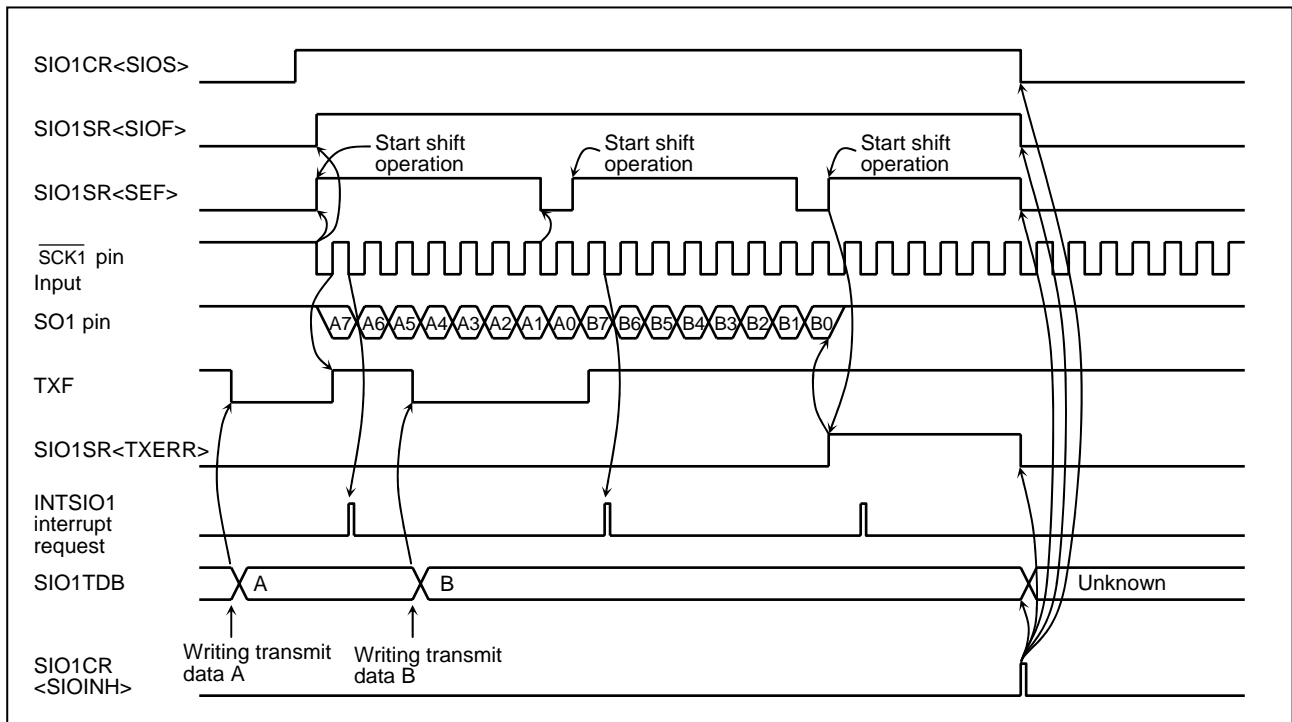 SIO1CR<SIOS>
SIO1SR<SIOF>
Start shift
operation
Start shift
operation
Start shift
operation
SIO1SR<SEF>
SCK1 pin
Input
SO1 pin
A7 A6 A5 A4 A3 A2 A1 A0 B7 B6 B5 B4 B3 B2 B1 B0
TXF
SIO1SR<TXERR>
INTSIO1
interrupt
request
SIO1TDB
A
B
Unknown
Writing transmit
data A
Writing transmit
data B
SIO1CR
<SIOINH>